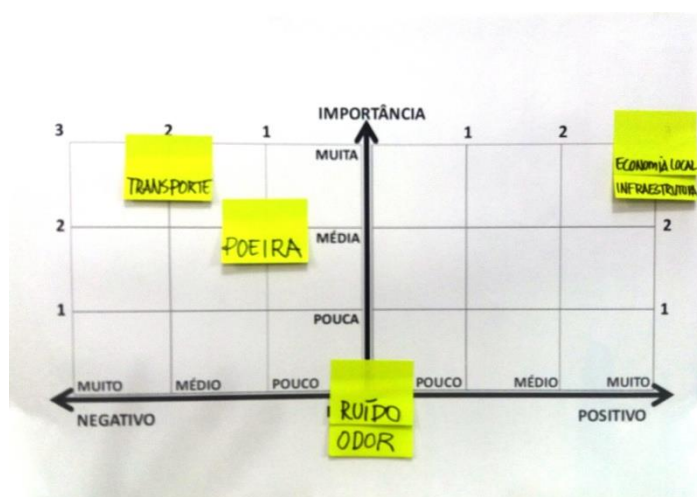 IMPORTÂNCIA
3 2 1 1 2
MUITA
TRANSPORTE
ECONOMIA LOCAL
INFRAESTRUTURA
2 MÉDIA 2
POEIRA
1 POUCA 1
MUITO MÉDIO POUCO POUCO MÉDIO MUITO
NEGATIVO POSITIVO
RUÍDO
ODOR